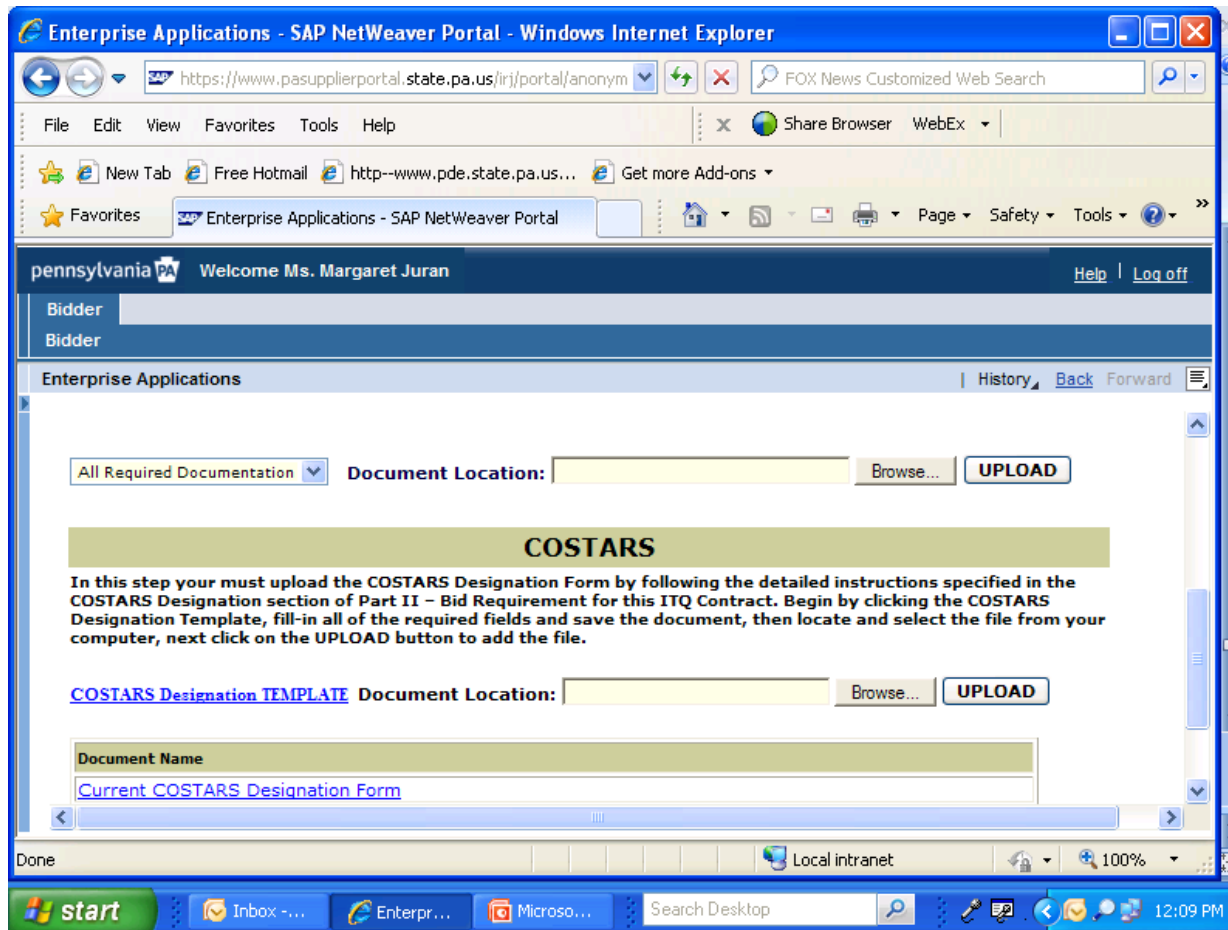 Enterprise Applications - SAP NetWeaver Portal - Windows Internet Explorer
SAP https://www.pasupplierportal.state.pa.us/irj/portal/anonym FOX News Customized Web Search
File Edit View Favorites Tools Help x Share Browser WebEx
New Tab Free Hotmail http--www.pde.state.pa.us... Get more Add-ons
Favorites SAP Enterprise Applications - SAP NetWeaver Portal Page Safety Tools »
pennsylvania PA Welcome Ms. Margaret Juran Help | Log off
Bidder
Bidder
Enterprise Applications | History Back Forward
All Required Documentation Document Location: Browse... UPLOAD
COSTARS
In this step your must upload the COSTARS Designation Form by following the detailed instructions specified in the
COSTARS Designation section of Part II – Bid Requirement for this ITQ Contract. Begin by clicking the COSTARS
Designation Template, fill-in all of the required fields and save the document, then locate and select the file from your
computer, next click on the UPLOAD button to add the file.
COSTARS Designation TEMPLATE Document Location: Browse... UPLOAD
Document Name
Current COSTARS Designation Form
Done Local intranet 100%
start Inbox -... Enterpr... Microso... Search Desktop 12:09 PM